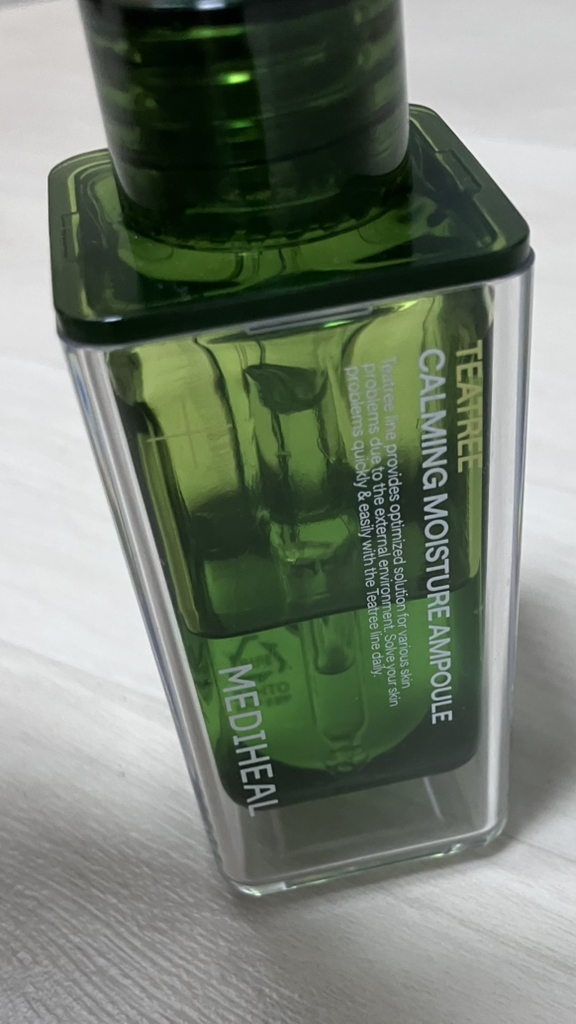 TEATREE
CALMING MOISTURE AMPOULE
Teatree line provides optimized solution for various skin
problems due to the external environment. Solve your skin
problems quickly & easily with the Teatree line daily.
MEDIHEAL